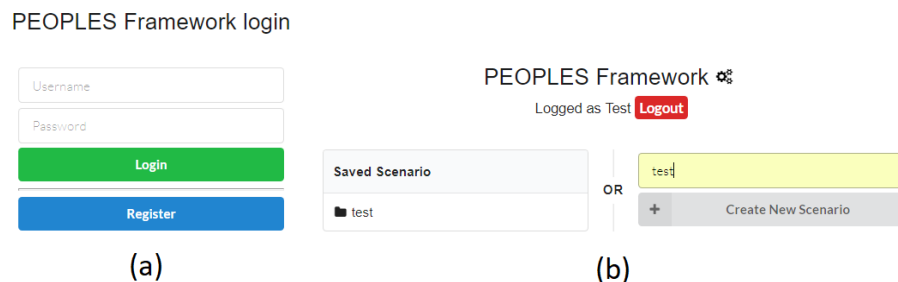 PEOPLES Framework login
Username
Password
Login
Register
(a)
PEOPLES Framework
Logged as Test Logout
Saved Scenario
test
OR
test
+ Create New Scenario
(b)